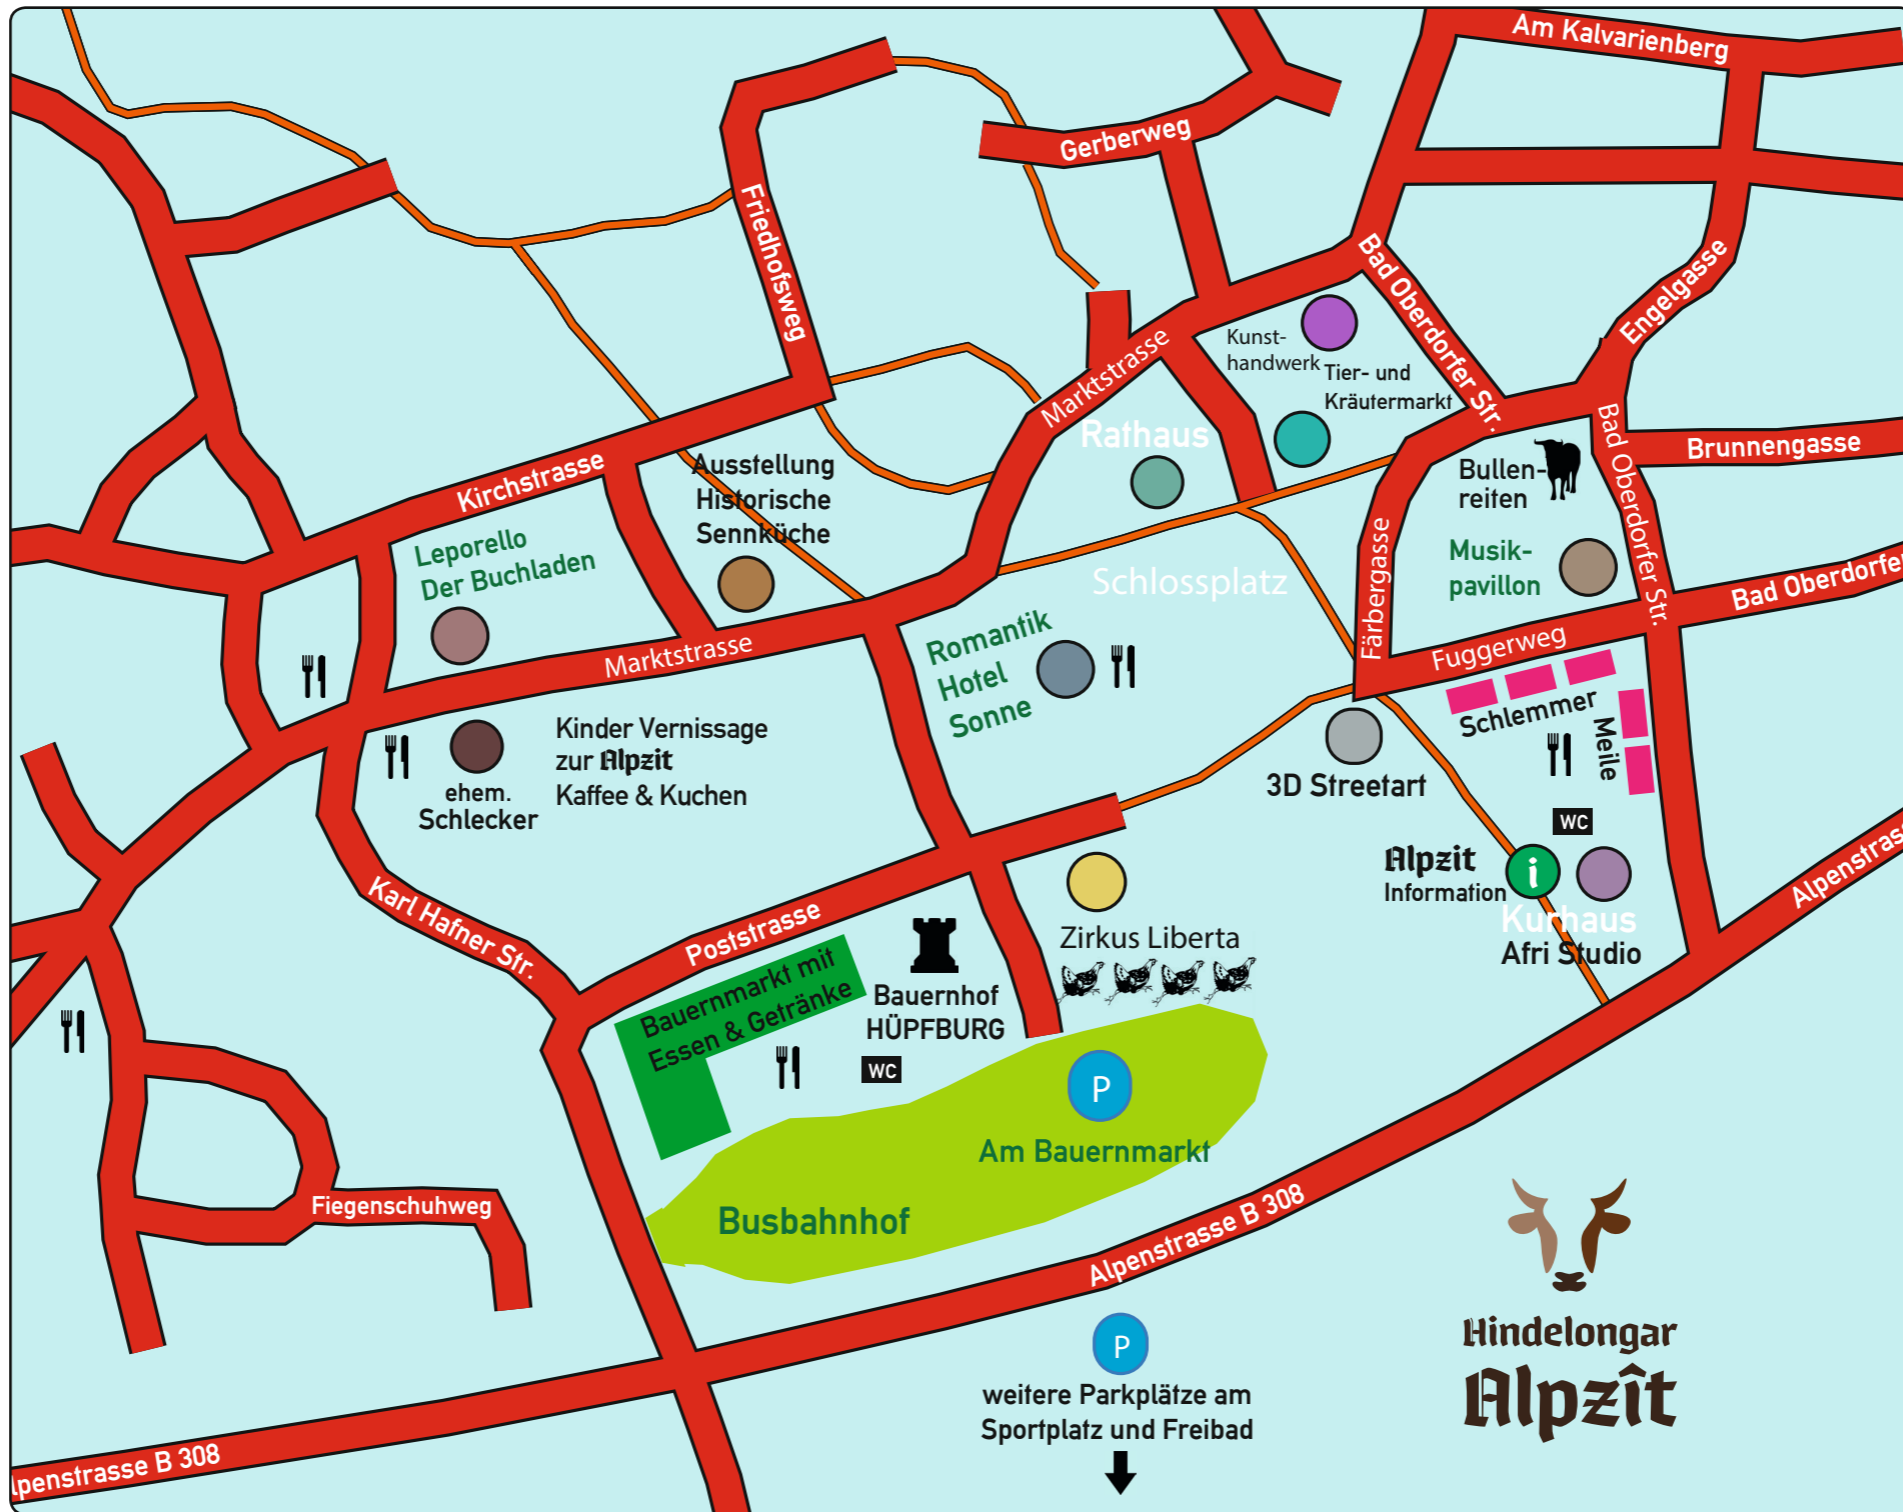 Am Kalvarienberg
Gerberweg
Friedhofsweg
Bad Oberdorfer Str.
Engelgasse
Kunst-
handwerk
Tier- und
Kräutermarkt
Marktstrasse
Rathaus
Brunnengasse
Bad Oberdorfer Str.
Bullen-
reiten
Kirchstrasse
Ausstellung
Historische
Sennküche
Leporello
Der Buchladen
Musik-
pavillon
Färbergasse
Schlossplatz
Bad Oberdorfe
Marktstrasse
Romantik
Hotel
Sonne
Fuggerweg
Schlemmer
Meile
Kinder Vernissage
zur Alpzit
Kaffee & Kuchen
ehem.
Schlecker
3D Streetart
WC
Alpzit
Information
i
Kurhaus
Afri Studio
Alpenstrass
Karl Hafner Str.
Poststrasse
Zirkus Liberta
Bauernmarkt mit
Essen & Getränke
Bauernhof
HÜPFBURG
WC
P
Am Bauernmarkt
Fiegenschuhweg
Busbahnhof
Alpenstrasse B 308
P
weitere Parkplätze am
Sportplatz und Freibad
Hindelongar
Alpzît
lpenstrasse B 308